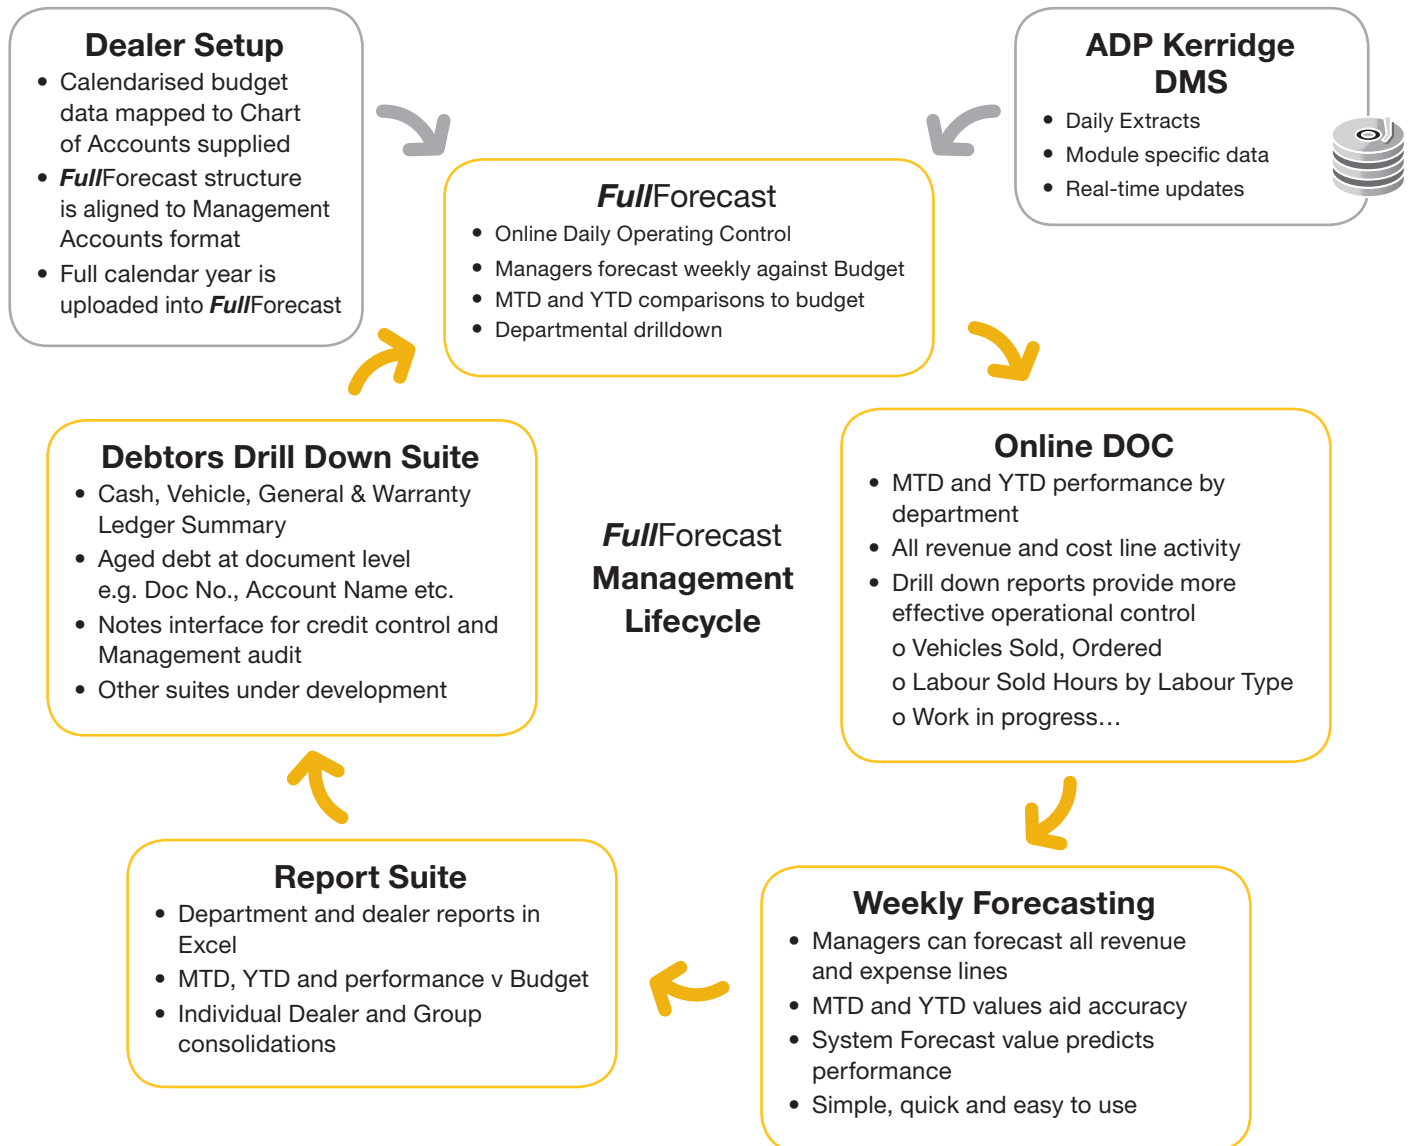 Dealer Setup
• Calendarised budget
data mapped to Chart
of Accounts supplied
• FullForecast structure
is aligned to Management
Accounts format
• Full calendar year is
uploaded into FullForecast
ADP Kerridge
DMS
• Daily Extracts
• Module specific data
• Real-time updates
FullForecast
• Online Daily Operating Control
• Managers forecast weekly against Budget
• MTD and YTD comparisons to budget
• Departmental drilldown
Debtors Drill Down Suite
• Cash, Vehicle, General & Warranty
Ledger Summary
• Aged debt at document level
e.g. Doc No., Account Name etc.
• Notes interface for credit control and
Management audit
• Other suites under development
FullForecast
Management
Lifecycle
Online DOC
• MTD and YTD performance by
department
• All revenue and cost line activity
• Drill down reports provide more
effective operational control
o Vehicles Sold, Ordered
o Labour Sold Hours by Labour Type
o Work in progress…
Report Suite
• Department and dealer reports in
Excel
• MTD, YTD and performance v Budget
• Individual Dealer and Group
consolidations
Weekly Forecasting
• Managers can forecast all revenue
and expense lines
• MTD and YTD values aid accuracy
• System Forecast value predicts
performance
• Simple, quick and easy to use